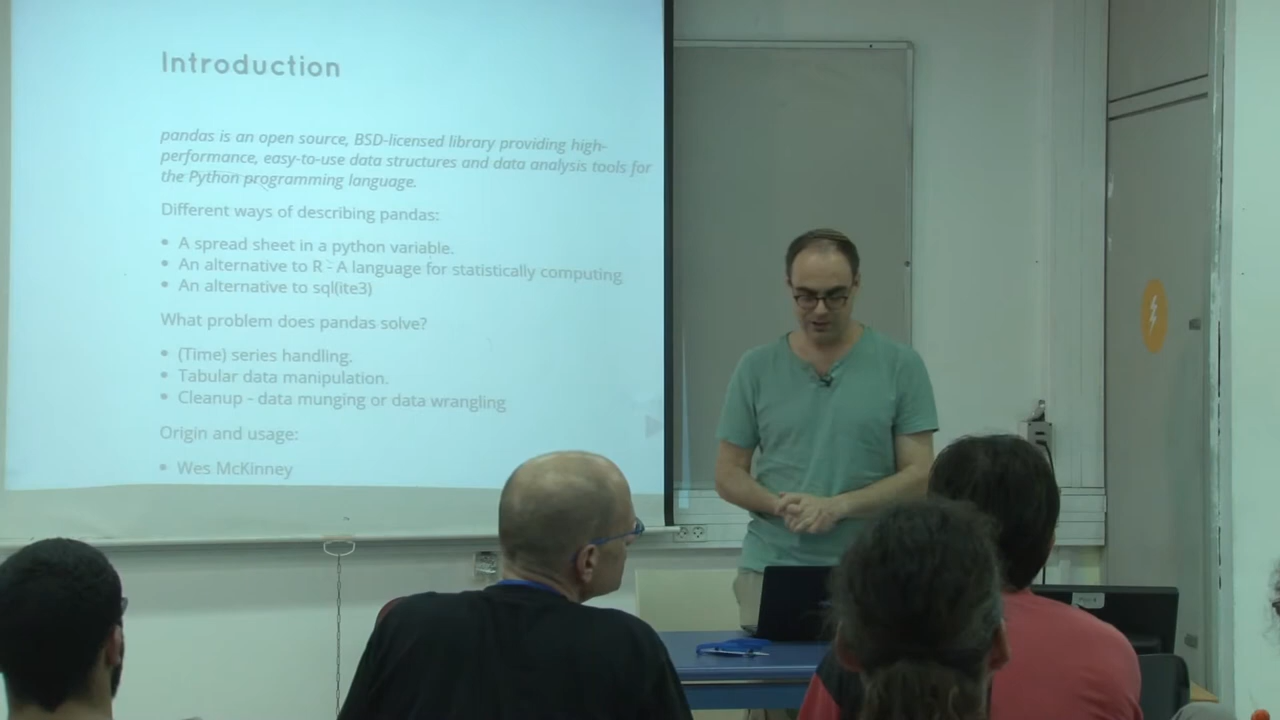 Introduction
pandas is an open source, BSD-licensed library providing high-
performance, easy-to-use data structures and data analysis tools for
the Python programming language.
Different ways of describing pandas:
• A spread sheet in a python variable.
• An alternative to R - A language for statistically computing
• An alternative to sql(ite3)
What problem does pandas solve?
• (Time) series handling.
• Tabular data manipulation.
• Cleanup - data munging or data wrangling
Origin and usage:
• Wes McKinney